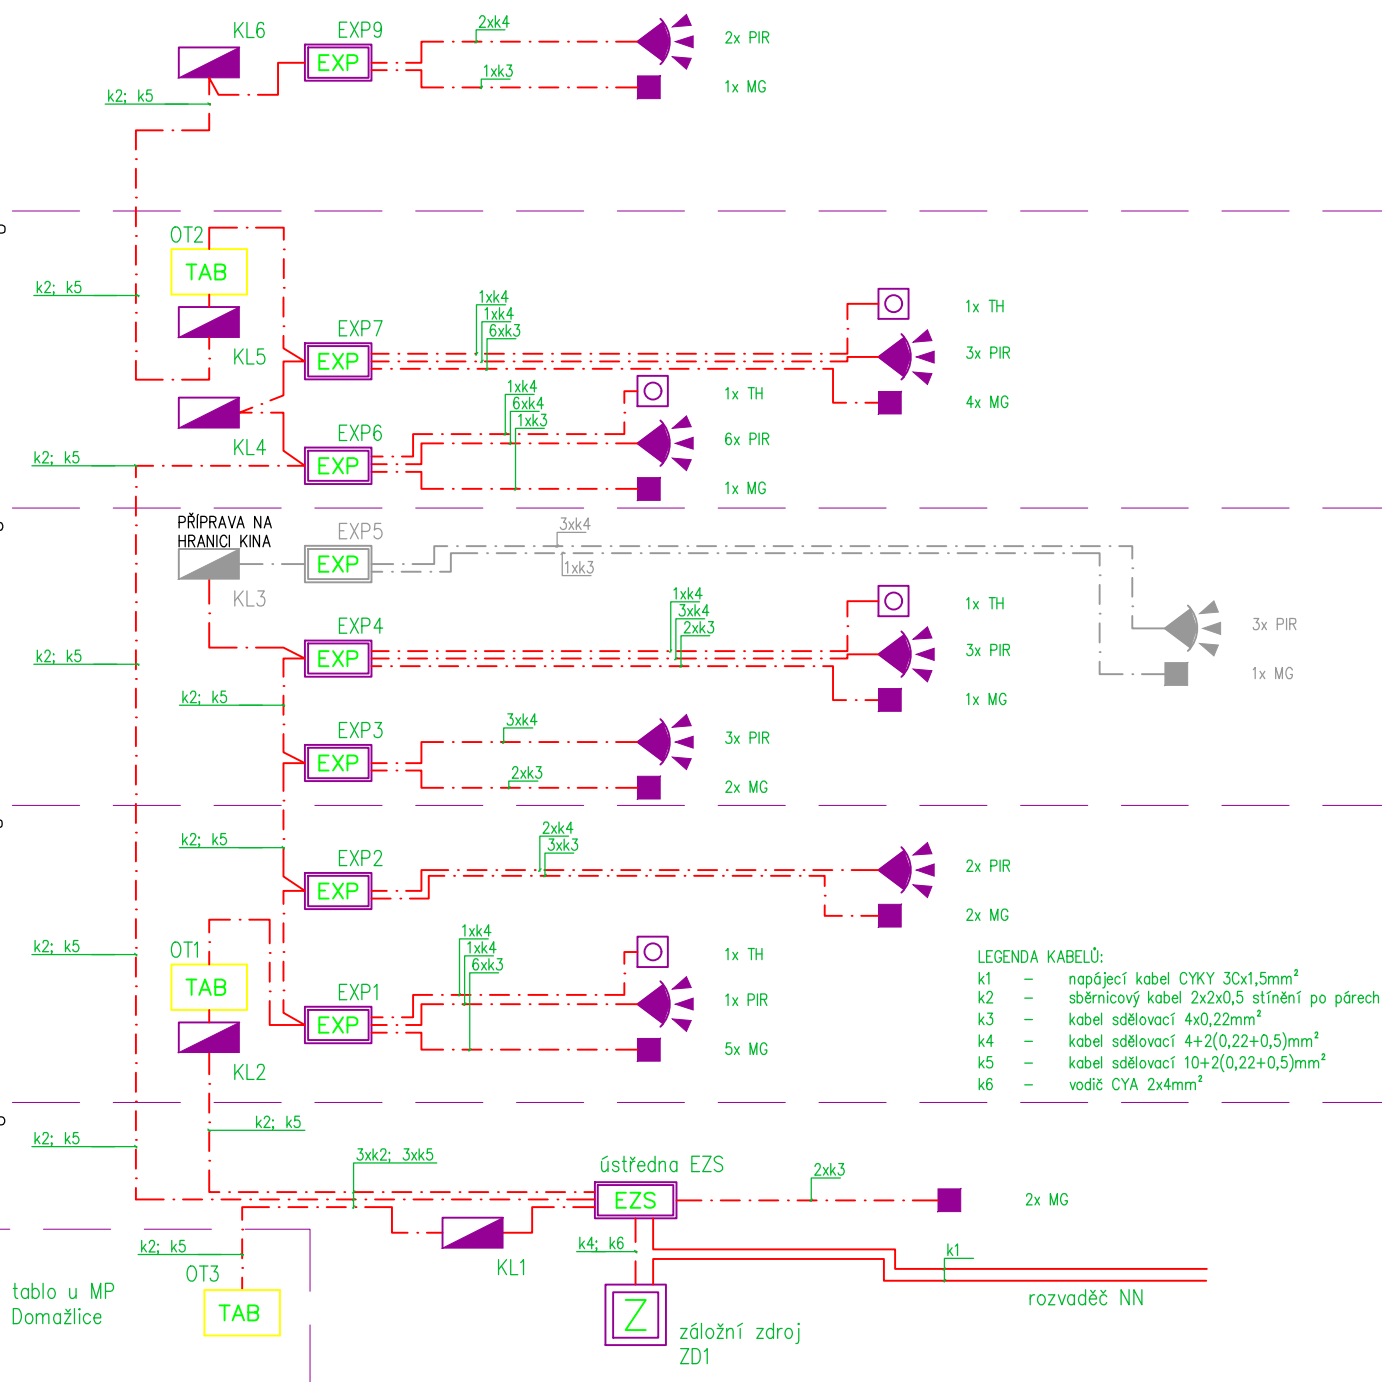 KL6
EXP9
EXP
2xk4
2x PIR
1xk3
1x MG
k2; k5
OT2
TAB
k2; k5
KL5
EXP7
EXP
1xk4
1xk4
6xk3
1x TH
3x PIR
4x MG
KL4
EXP6
EXP
1xk4
6xk4
1xk3
1x TH
6x PIR
1x MG
k2; k5
PŘÍPRAVA NA
HRANICI KINA
KL3
EXP5
EXP
3xk4
1xk3
3x PIR
1x MG
EXP4
EXP
1xk4
3xk4
2xk3
1x TH
3x PIR
1x MG
k2; k5
k2; k5
EXP3
EXP
3xk4
2xk3
3x PIR
2x MG
k2; k5
EXP2
EXP
2xk4
3xk3
2x PIR
2x MG
k2; k5
OT1
TAB
KL2
EXP1
EXP
1xk4
1xk4
6xk3
1x TH
1x PIR
5x MG
LEGENDA KABELŮ:
k1 – napájecí kabel CYKY 3Cx1,5mm²
k2 – sběrnicový kabel 2x2x0,5 stínění po párech
k3 – kabel sdělovací 4x0,22mm²
k4 – kabel sdělovací 4+2(0,22+0,5)mm²
k5 – kabel sdělovací 10+2(0,22+0,5)mm²
k6 – vodič CYA 2x4mm²
k2; k5
k2; k5
3xk2; 3xk5
ústředna EZS
EZS
2xk3
2x MG
k2; k5
OT3
TAB
KL1
k4; k6
k1
rozvaděč NN
tablo u MP
Domažlice
Z
záložní zdroj
ZD1